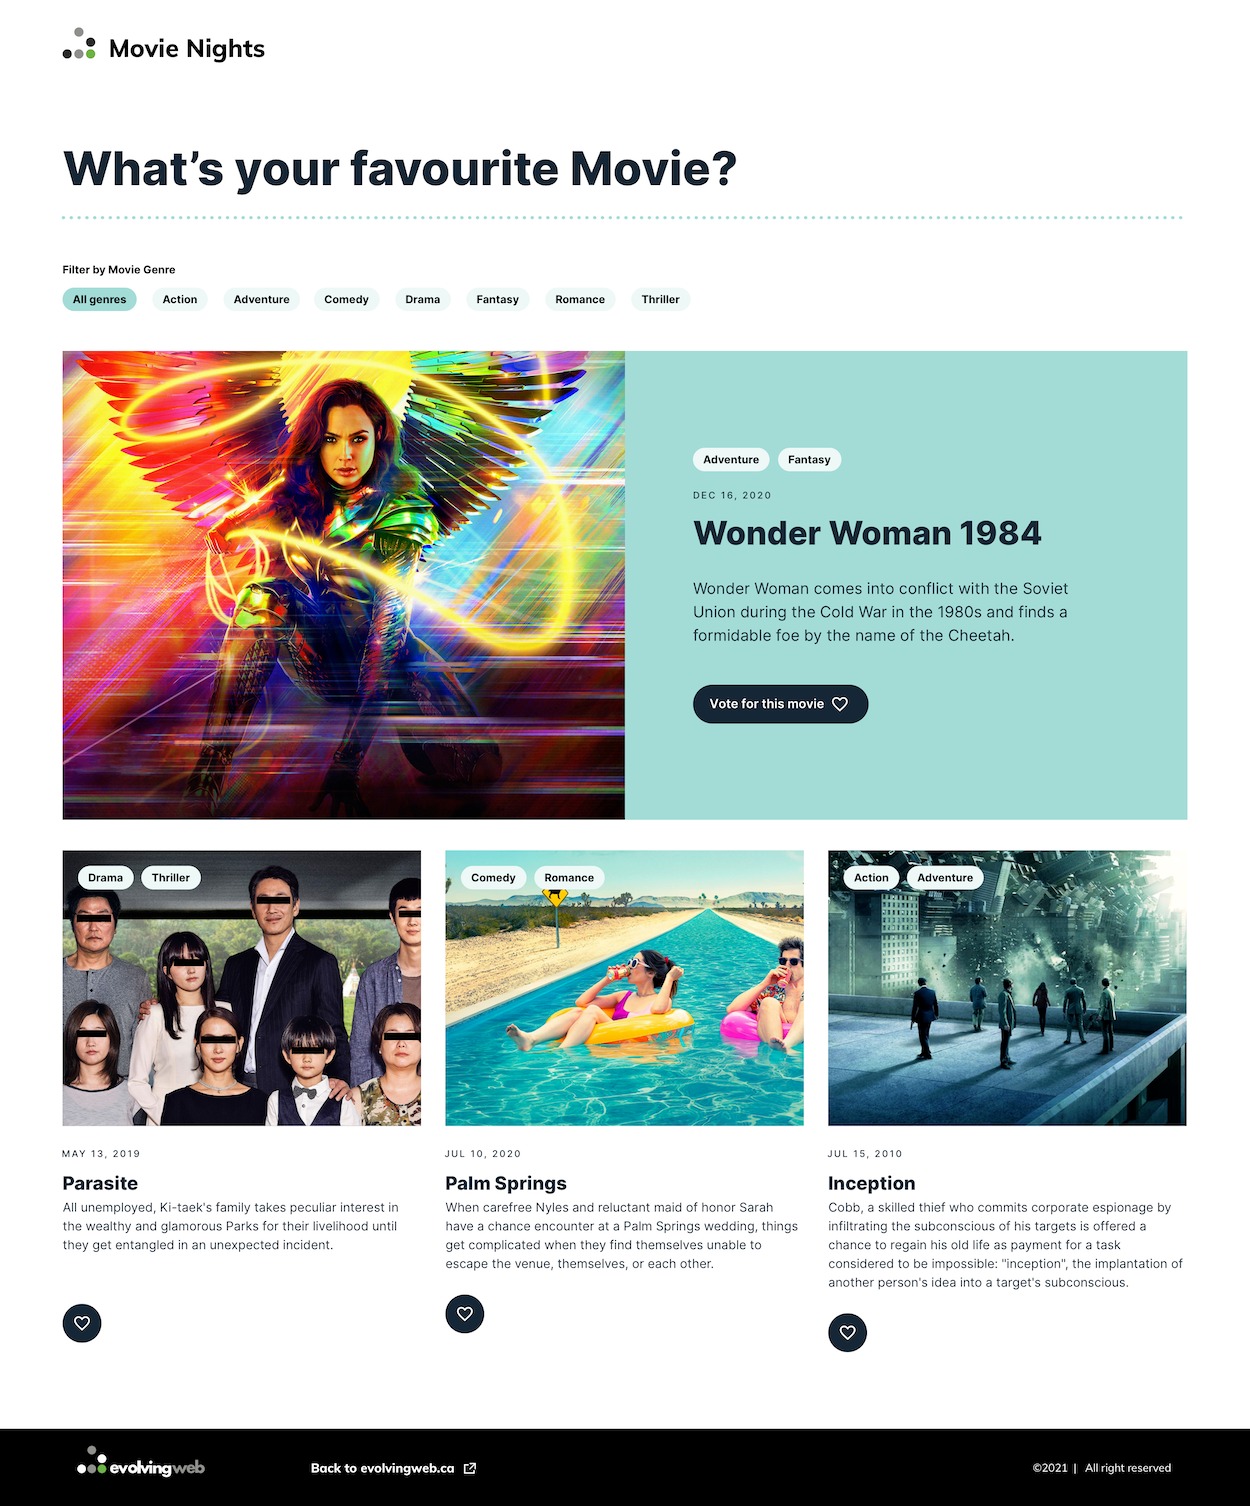 Movie Nights
What’s your favourite Movie?
Filter by Movie Genre
All genres Action Adventure Comedy Drama Fantasy Romance Thriller
Adventure Fantasy
DEC 16, 2020
Wonder Woman 1984
Wonder Woman comes into conflict with the Soviet
Union during the Cold War in the 1980s and finds a
formidable foe by the name of the Cheetah.
Vote for this movie
Drama Thriller
MAY 13, 2019
Parasite
All unemployed, Ki-taek's family takes peculiar interest in
the wealthy and glamorous Parks for their livelihood until
they get entangled in an unexpected incident.
Comedy Romance
JUL 10, 2020
Palm Springs
When carefree Nyles and reluctant maid of honor Sarah
have a chance encounter at a Palm Springs wedding, things
get complicated when they find themselves unable to
escape the venue, themselves, or each other.
Action Adventure
JUL 15, 2010
Inception
Cobb, a skilled thief who commits corporate espionage by
infiltrating the subconscious of his targets is offered a
chance to regain his old life as payment for a task
considered to be impossible: "inception", the implantation of
another person's idea into a target's subconscious.
evolvingweb
Back to evolvingweb.ca
©2021 | All right reserved